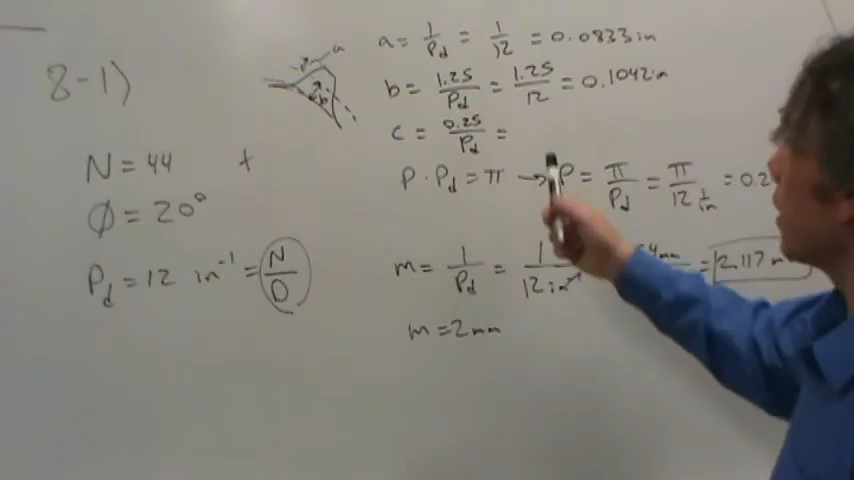 8-1)
N = 44 t
φ = 20°
P_d = 12 in⁻¹ = N/D
a
b
a = 1/P_d = 1/12 = 0.0833 in
b = 1.25/P_d = 1.25/12 = 0.1042 in
c = 0.25/P_d =
P · P_d = π → P = π/P_d = π/12 1/in = 0.2
m = 1/P_d = 1/12 in⁻¹ = 2.117 m
m = 2 mm